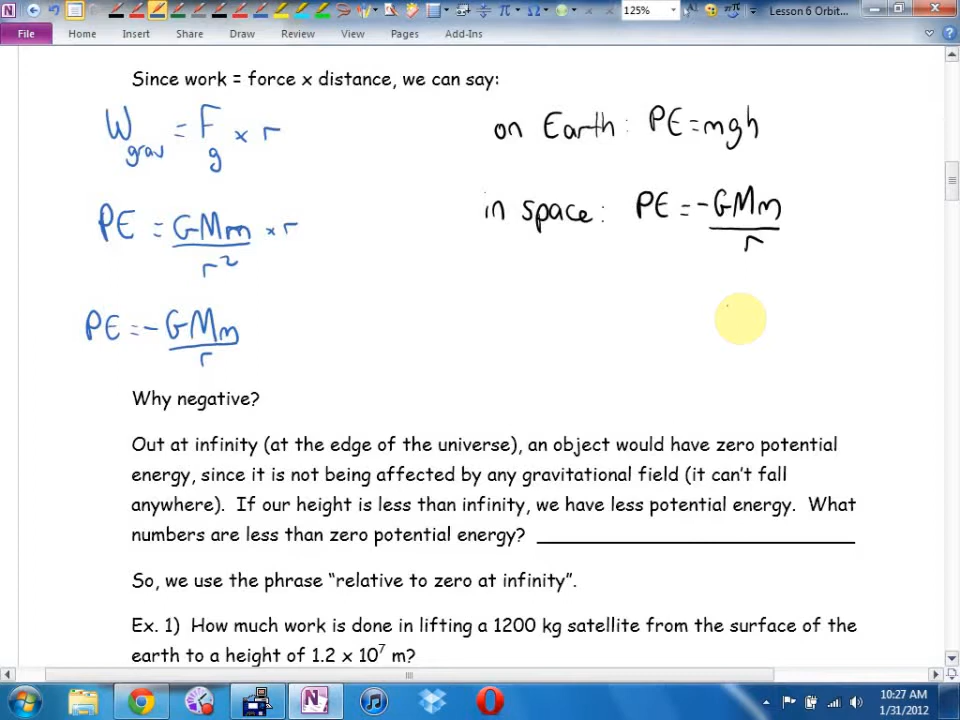 125%
Lesson 6 Orbit...
File Home Insert Share Draw Review View Pages Add-Ins
Since work = force x distance, we can say:
W grav = F g × r
on Earth: PE = mgh
PE = GMm / r² × r
in space: PE = -GMm / r
PE = -GMm / r
Why negative?
Out at infinity (at the edge of the universe), an object would have zero potential
energy, since it is not being affected by any gravitational field (it can't fall
anywhere). If our height is less than infinity, we have less potential energy. What
numbers are less than zero potential energy? ____________________
So, we use the phrase “relative to zero at infinity”.
Ex. 1) How much work is done in lifting a 1200 kg satellite from the surface of the
earth to a height of 1.2 x 10⁷ m?
10:27 AM
1/31/2012